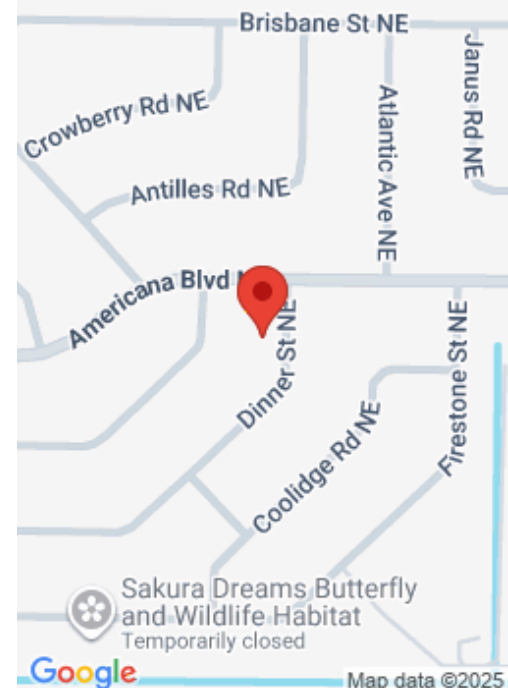 Brisbane St NE
Janus Rd NE
Crowberry Rd NE
Atlantic Ave NE
Antilles Rd NE
Americana Blvd
Dinner St NE
Firestone St NE
Coolidge Rd NE
Sakura Dreams Butterfly
and Wildlife Habitat
Temporarily closed
Google
Map data ©2025